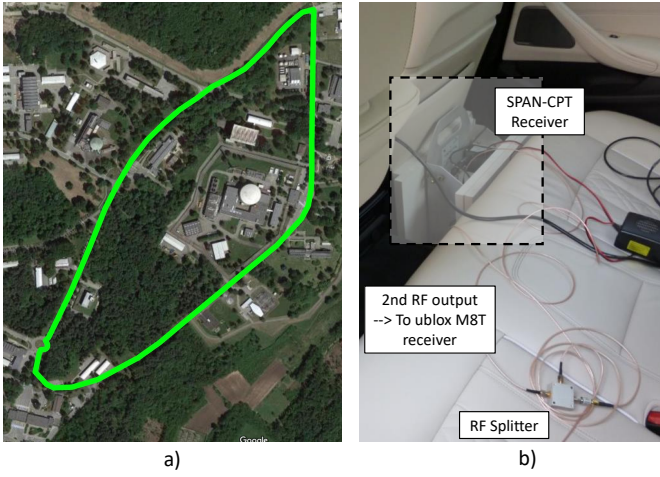 SPAN-CPT
Receiver
2nd RF output
--> To ublox M8T
receiver
RF Splitter
Google
a)
b)